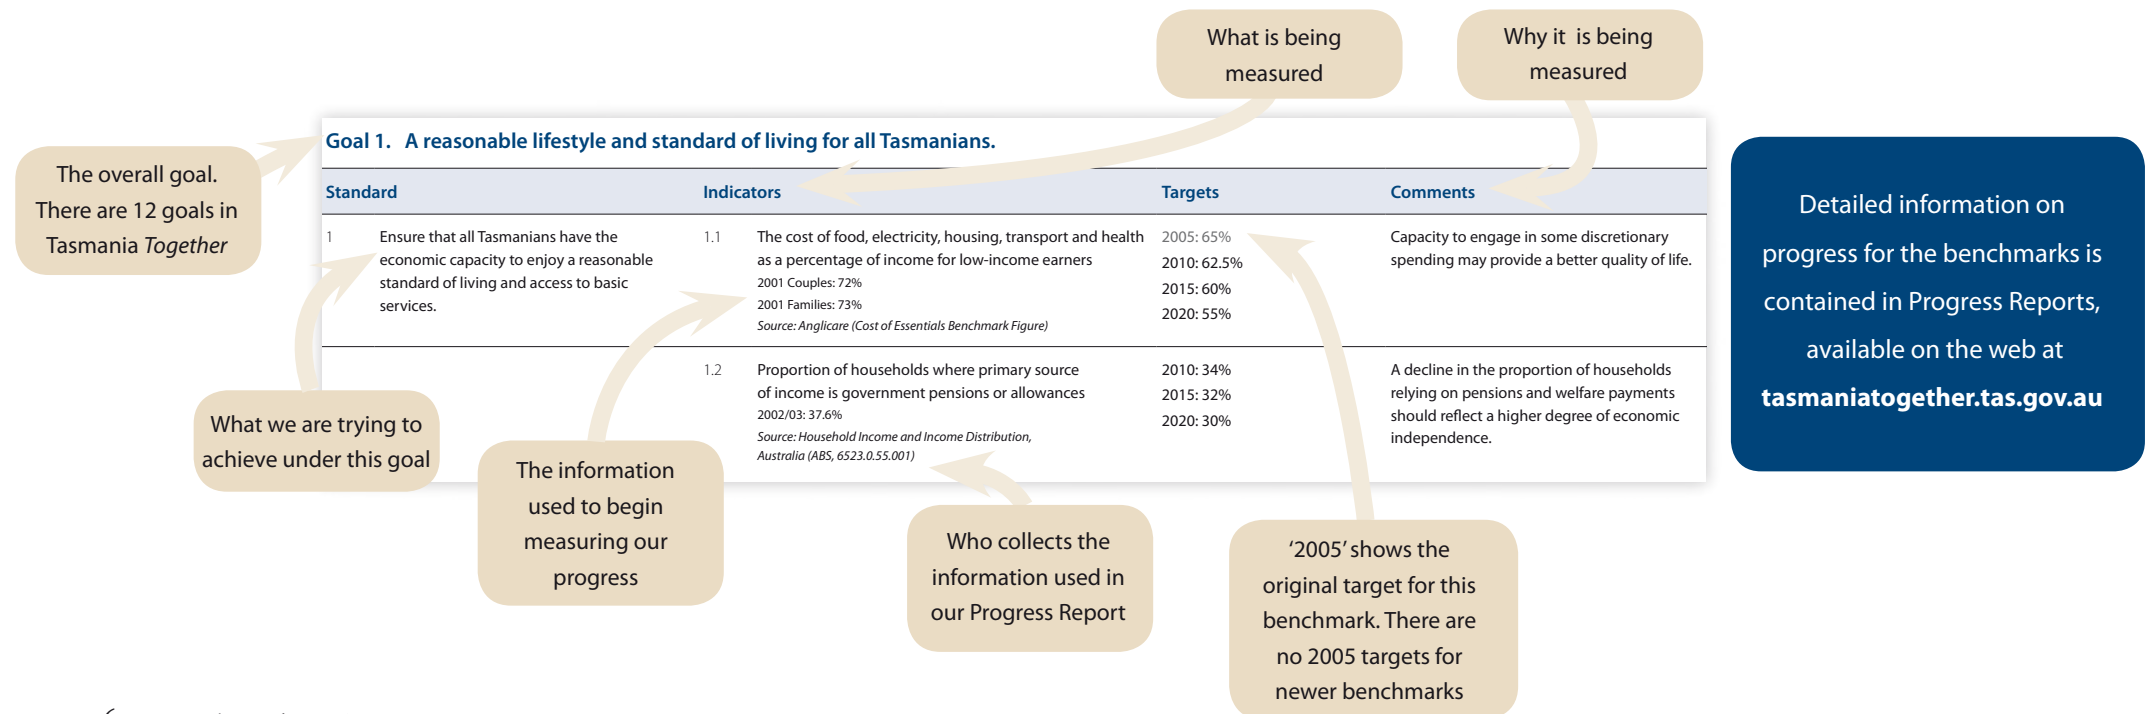 What is being
measured
Why it is being
measured
The overall goal.
There are 12 goals in
Tasmania Together
Goal 1. A reasonable lifestyle and standard of living for all Tasmanians.
Standard
Indicators
Targets
Comments
1
Ensure that all Tasmanians have the
economic capacity to enjoy a reasonable
standard of living and access to basic
services.
1.1
The cost of food, electricity, housing, transport and health
as a percentage of income for low-income earners
2001 Couples: 72%
2001 Families: 73%
Source: Anglicare (Cost of Essentials Benchmark Figure)
2005: 65%
2010: 62.5%
2015: 60%
2020: 55%
Capacity to engage in some discretionary
spending may provide a better quality of life.
1.2
Proportion of households where primary source
of income is government pensions or allowances
2002/03: 37.6%
Source: Household Income and Income Distribution,
Australia (ABS, 6523.0.55.001)
2010: 34%
2015: 32%
2020: 30%
A decline in the proportion of households
relying on pensions and welfare payments
should reflect a higher degree of economic
independence.
Detailed information on
progress for the benchmarks is
contained in Progress Reports,
available on the web at
tasmaniatogether.tas.gov.au
What we are trying to
achieve under this goal
The information
used to begin
measuring our
progress
Who collects the
information used in
our Progress Report
‘2005’ shows the
original target for this
benchmark. There are
no 2005 targets for
newer benchmarks